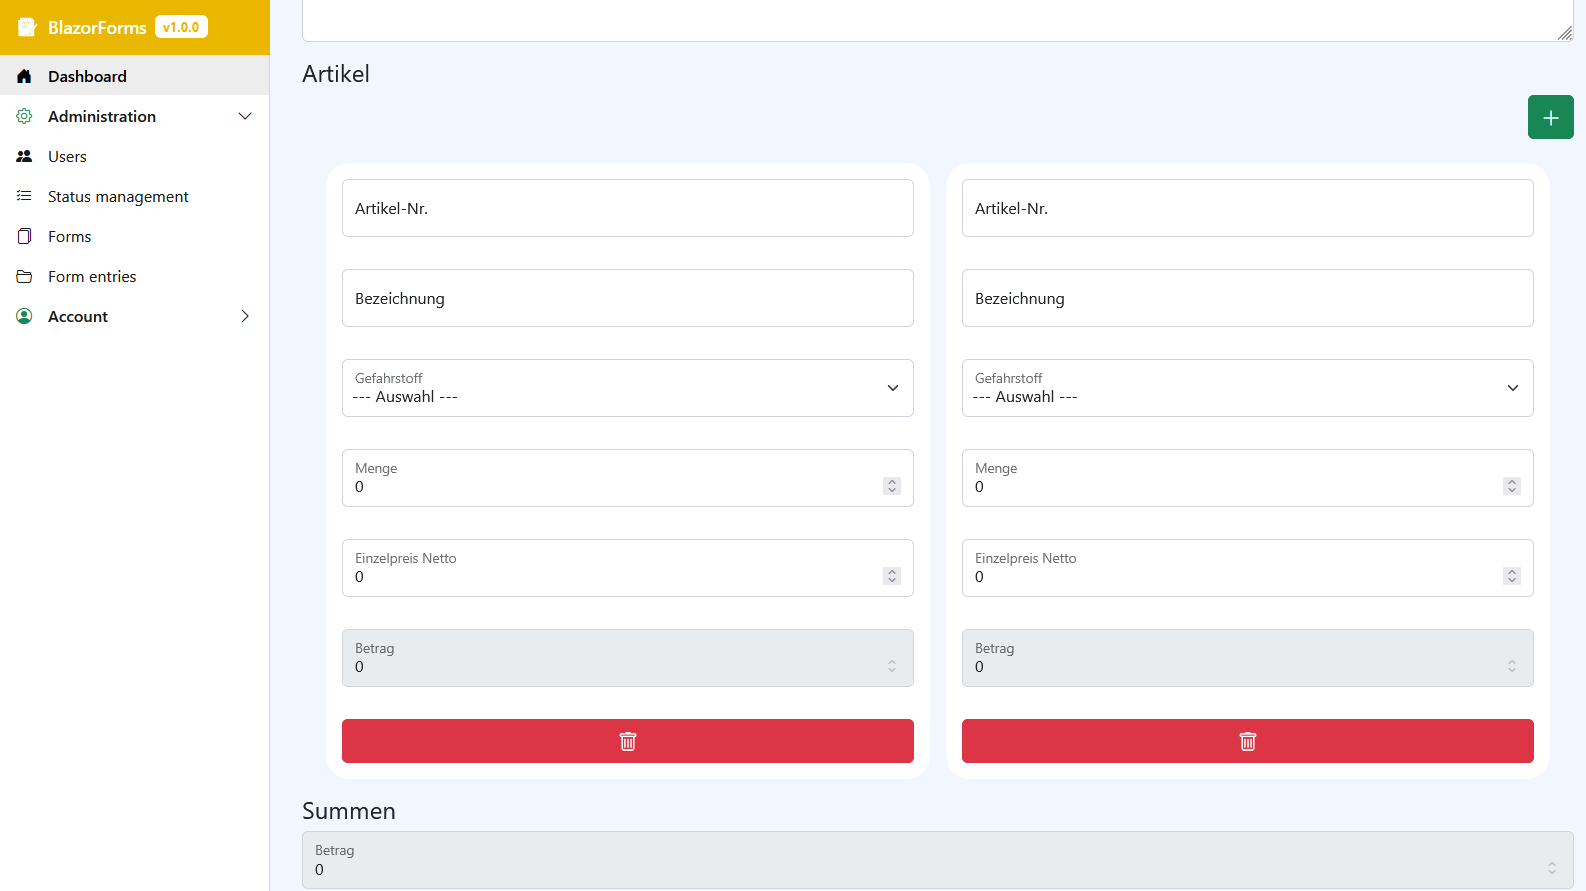 BlazorForms v1.0.0
Dashboard
Administration
Users
Status management
Forms
Form entries
Account
Artikel
Artikel-Nr.
Bezeichnung
Gefahrstoff
--- Auswahl ---
Menge
0
Einzelpreis Netto
0
Betrag
0
Artikel-Nr.
Bezeichnung
Gefahrstoff
--- Auswahl ---
Menge
0
Einzelpreis Netto
0
Betrag
0
Summen
Betrag
0